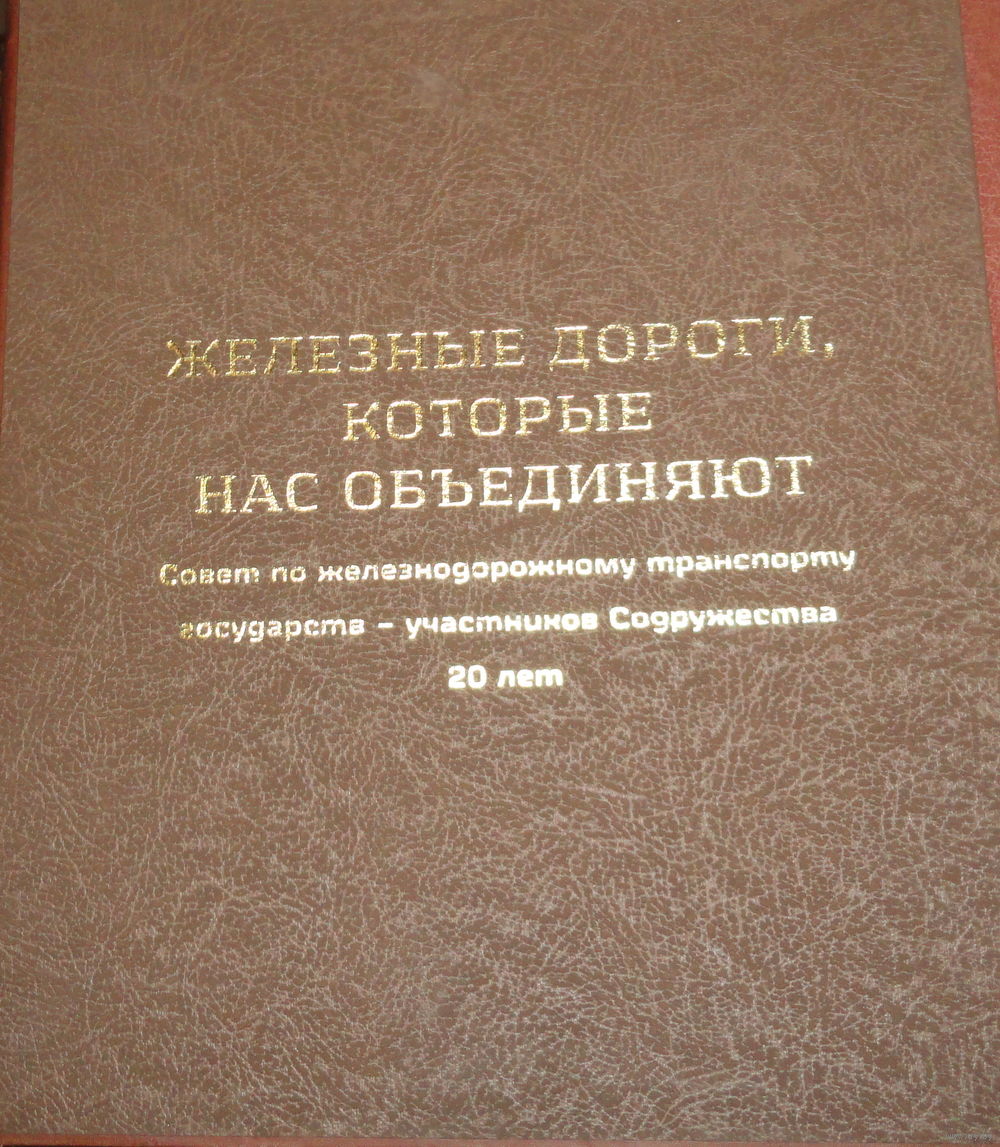 ЖЕЛЕЗНЫЕ ДОРОГИ,
КОТОРЫЕ
НАС ОБЪЕДИНЯЮТ
Совет по железнодорожному транспорту
государств – участников Содружества
20 лет